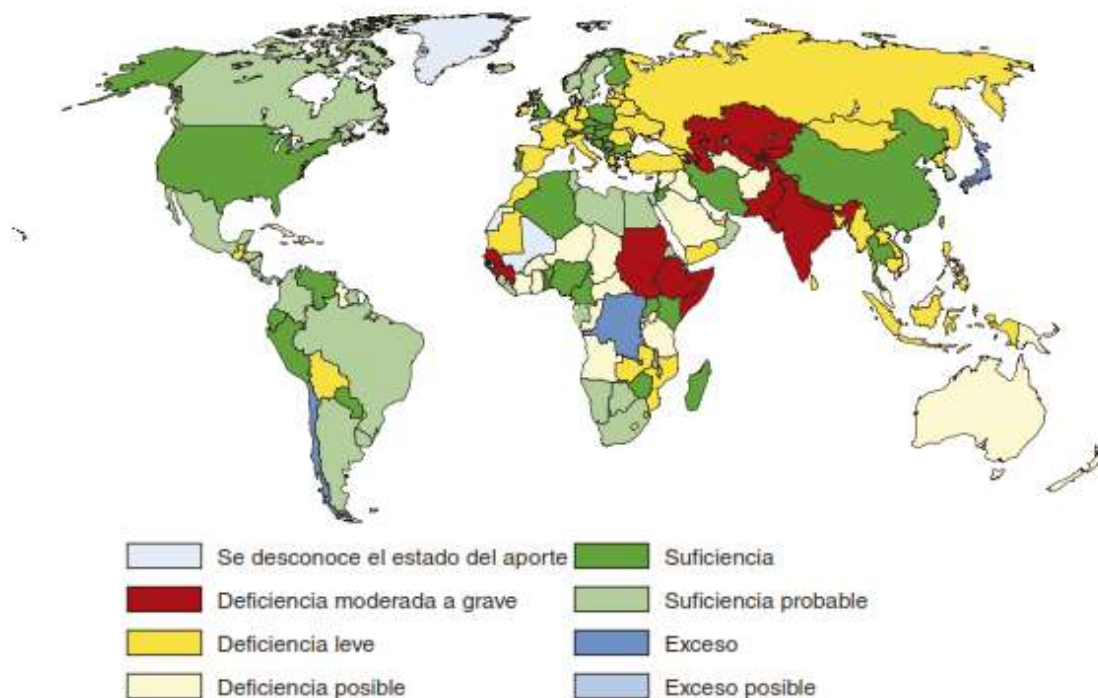 Se desconoce el estado del aporte
Deficiencia moderada a grave
Deficiencia leve
Deficiencia posible
Suficiencia
Suficiencia probable
Exceso
Exceso posible